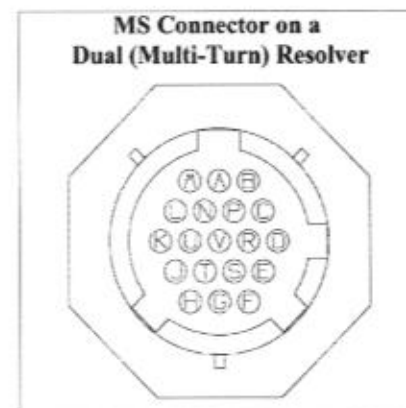 MS Connector on a
Dual (Multi-Turn) Resolver
M A B
L N P C
K U V R D
J T S E
H G F